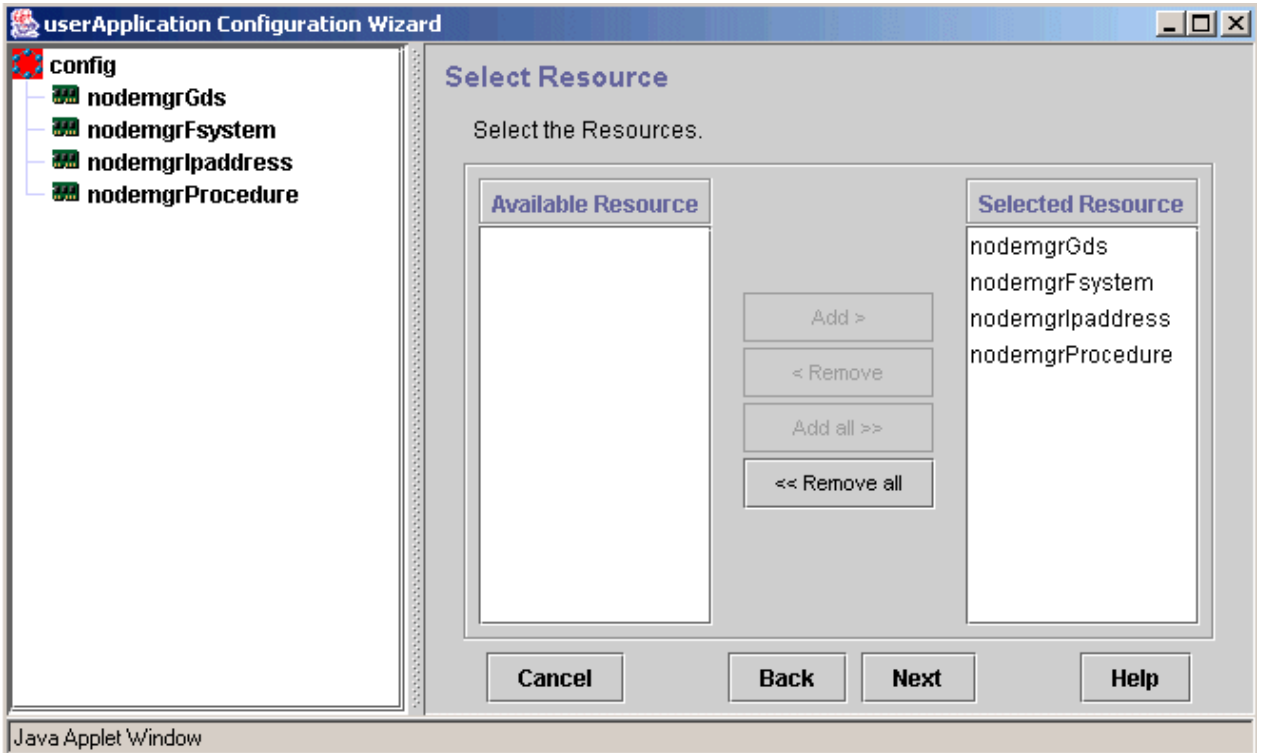 userApplication Configuration Wizard
config
nodemgrGds
nodemgrFsystem
nodemgrIpaddress
nodemgrProcedure
Select Resource
Select the Resources.
Available Resource
Add >
< Remove
Add all >>
<< Remove all
Selected Resource
nodemgrGds
nodemgrFsystem
nodemgrIpaddress
nodemgrProcedure
Cancel
Back
Next
Help
Java Applet Window